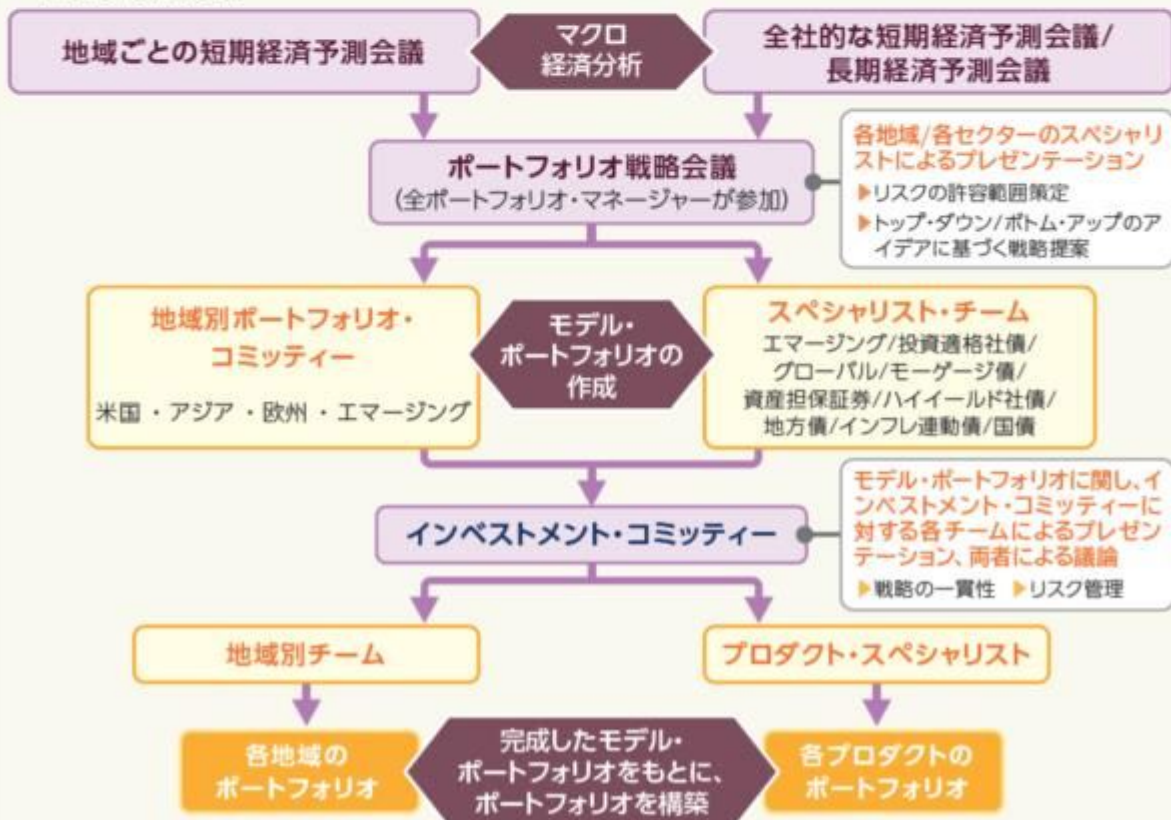 地域ごとの短期経済予測会議
マクロ
経済分析
全社的な短期経済予測会議/
長期経済予測会議
ポートフォリオ戦略会議
(全ポートフォリオ・マネージャーが参加)
各地域/各セクターのスペシャリ
ストによるプレゼンテーション
▶リスクの許容範囲策定
▶トップ・ダウン/ボトム・アップのア
イデアに基づく戦略提案
地域別ポートフォリオ・
コミッティー
米国 ・アジア ・欧州 ・エマージング
モデル・
ポートフォリオの
作成
スペシャリスト・チーム
エマージング/投資適格社債/
グローバル/モーゲージ債/
資産担保証券/ハイイールド社債/
地方債/インフレ連動債/国債
インベストメント・コミッティー
モデル・ポートフォリオに関し、イ
ンベストメント・コミッティーに
対する各チームによるプレゼン
テーション、両者による議論
▶戦略の一貫性 ▶リスク管理
地域別チーム
プロダクト・スペシャリスト
各地域の
ポートフォリオ
完成したモデル・
ポートフォリオをもとに、
ポートフォリオを構築
各プロダクトの
ポートフォリオ